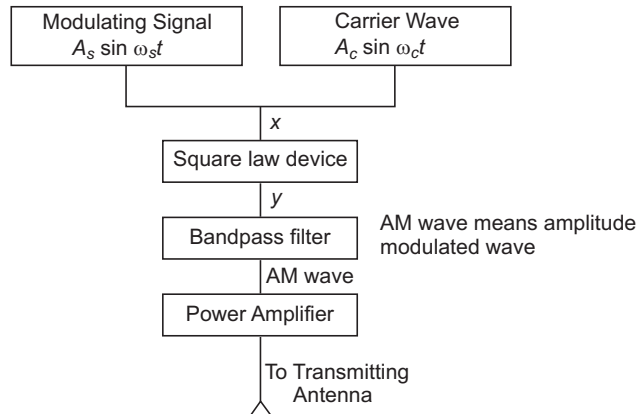 Modulating Signal
A_s sin ω_st
Carrier Wave
A_c sin ω_ct
x
Square law device
y
Bandpass filter
AM wave means amplitude
modulated wave
AM wave
Power Amplifier
To Transmitting
Antenna